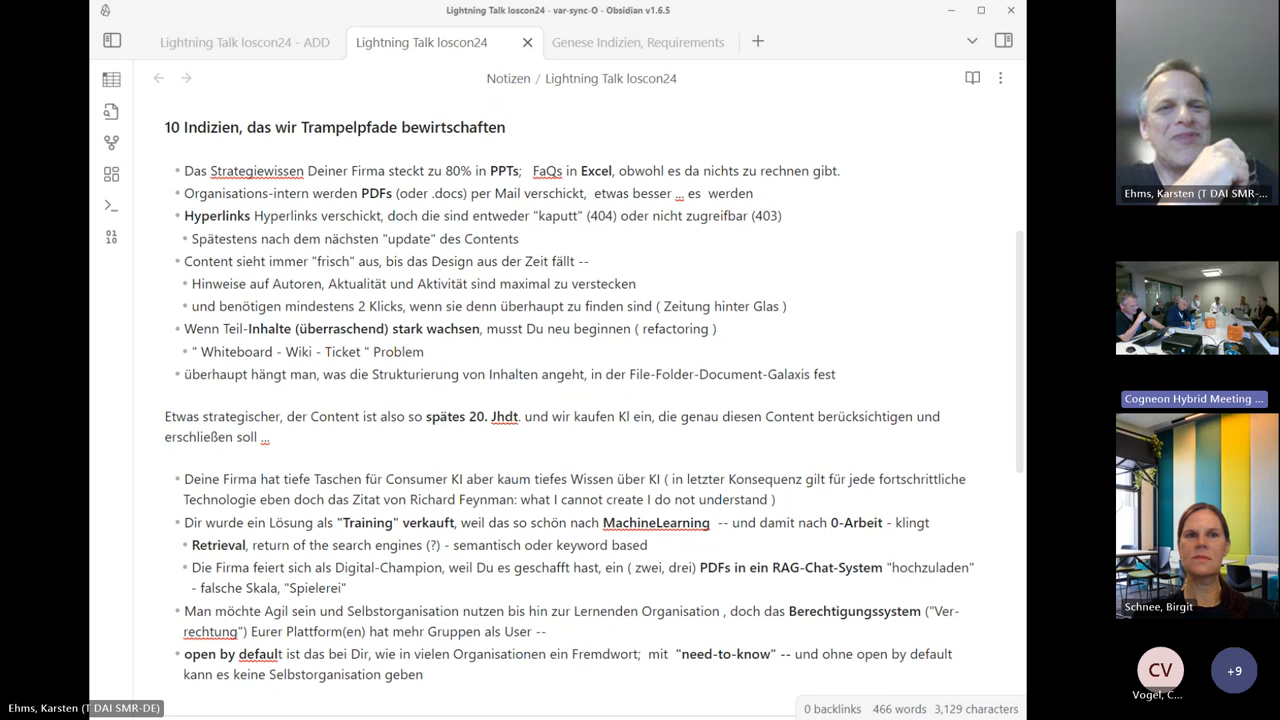 Lightning Talk loscon24 - var-sync-O - Obsidian v1.6.5
Lightning Talk loscon24 - ADD
Lightning Talk loscon24
Genese Indizien, Requirements
Notizen / Lightning Talk loscon24
10 Indizien, das wir Trampelpfade bewirtschaften
Das Strategiewissen Deiner Firma steckt zu 80% in PPTs; FaQs in Excel, obwohl es da nichts zu rechnen gibt.
Organisations-intern werden PDFs (oder .docs) per Mail verschickt, etwas besser ... es werden
Hyperlinks Hyperlinks verschickt, doch die sind entweder "kaputt" (404) oder nicht zugreifbar (403)
Spätestens nach dem nächsten "update" des Contents
Content sieht immer "frisch" aus, bis das Design aus der Zeit fällt --
Hinweise auf Autoren, Aktualität und Aktivität sind maximal zu verstecken
und benötigen mindestens 2 Klicks, wenn sie denn überhaupt zu finden sind ( Zeitung hinter Glas )
Wenn Teil-Inhalte (überraschend) stark wachsen, musst Du neu beginnen ( refactoring )
" Whiteboard - Wiki - Ticket " Problem
überhaupt hängt man, was die Strukturierung von Inhalten angeht, in der File-Folder-Document-Galaxis fest
Etwas strategischer, der Content ist also so spätes 20. Jhdt. und wir kaufen KI ein, die genau diesen Content berücksichtigen und
erschließen soll ...
Deine Firma hat tiefe Taschen für Consumer KI aber kaum tiefes Wissen über KI ( in letzter Konsequenz gilt für jede fortschrittliche
Technologie eben doch das Zitat von Richard Feynman: what I cannot create I do not understand )
Dir wurde ein Lösung als "Training" verkauft, weil das so schön nach MachineLearning -- und damit nach 0-Arbeit - klingt
Retrieval, return of the search engines (?) - semantisch oder keyword based
Die Firma feiert sich als Digital-Champion, weil Du es geschafft hast, ein ( zwei, drei) PDFs in ein RAG-Chat-System "hochzuladen"
- falsche Skala, "Spielerei"
Man möchte Agil sein und Selbstorganisation nutzen bis hin zur Lernenden Organisation , doch das Berechtigungssystem ("Ver-
rechtung") Eurer Plattform(en) hat mehr Gruppen als User --
open by default ist das bei Dir, wie in vielen Organisationen ein Fremdwort; mit "need-to-know" -- und ohne open by default
kann es keine Selbstorganisation geben
0 backlinks 466 words 3,129 characters
Ehms, Karsten (T DAI SMR-DE)
Ehms, Karsten (T DAI SMR-...
Cogneon Hybrid Meeting ...
Schnee, Birgit
CV
Vogel, C...
+9